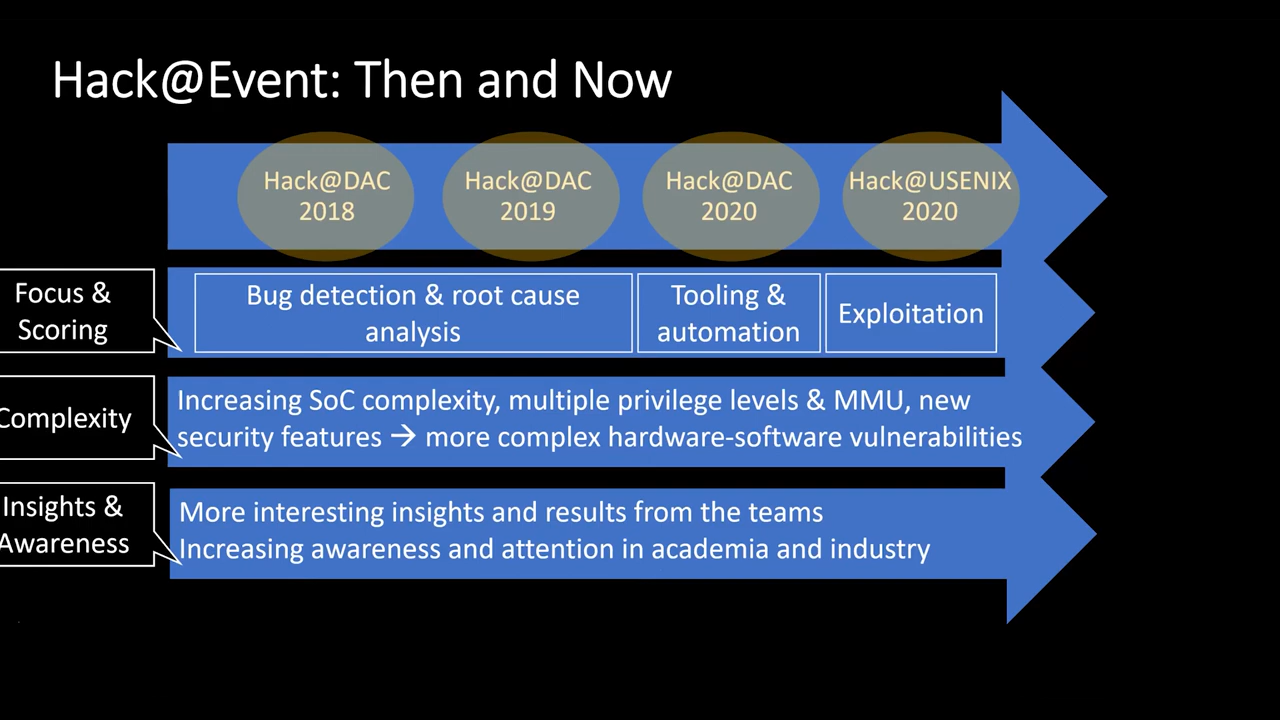 Hack@Event: Then and Now
Hack@DAC
2018
Hack@DAC
2019
Hack@DAC
2020
Hack@USENIX
2020
Focus &
Scoring
Bug detection & root cause
analysis
Tooling &
automation
Exploitation
Complexity
Increasing SoC complexity, multiple privilege levels & MMU, new
security features → more complex hardware-software vulnerabilities
Insights &
Awareness
More interesting insights and results from the teams
Increasing awareness and attention in academia and industry